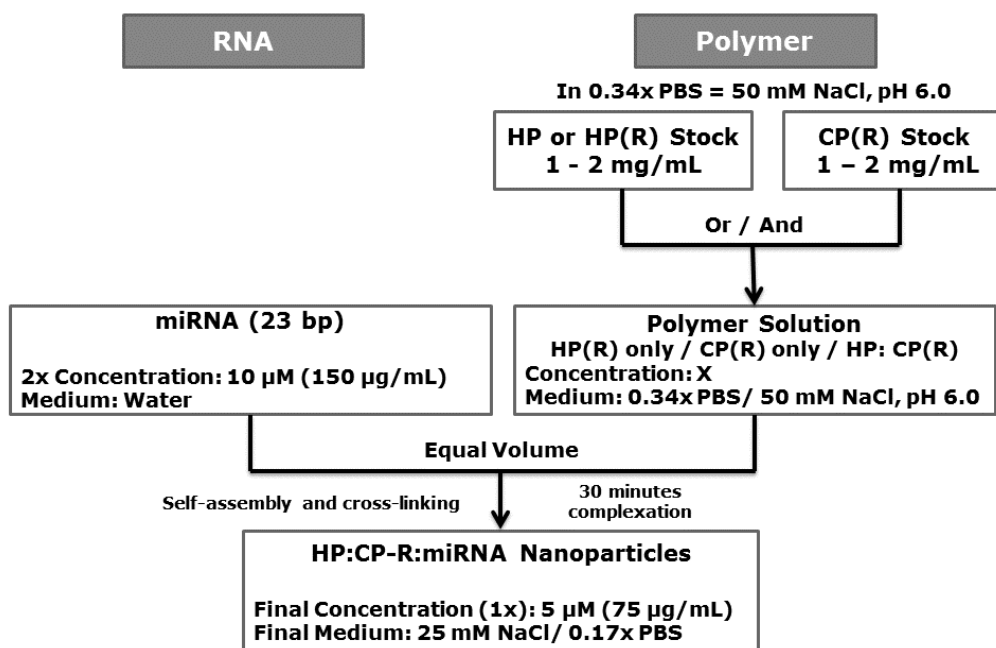 RNA
Polymer
In 0.34x PBS = 50 mM NaCl, pH 6.0
HP or HP(R) Stock
1 - 2 mg/mL
CP(R) Stock
1 – 2 mg/mL
Or / And
miRNA (23 bp)
2x Concentration: 10 µM (150 µg/mL)
Medium: Water
Polymer Solution
HP(R) only / CP(R) only / HP: CP(R)
Concentration: X
Medium: 0.34x PBS/ 50 mM NaCl, pH 6.0
Equal Volume
Self-assembly and cross-linking
30 minutes
complexation
HP:CP-R:miRNA Nanoparticles
Final Concentration (1x): 5 µM (75 µg/mL)
Final Medium: 25 mM NaCl/ 0.17x PBS